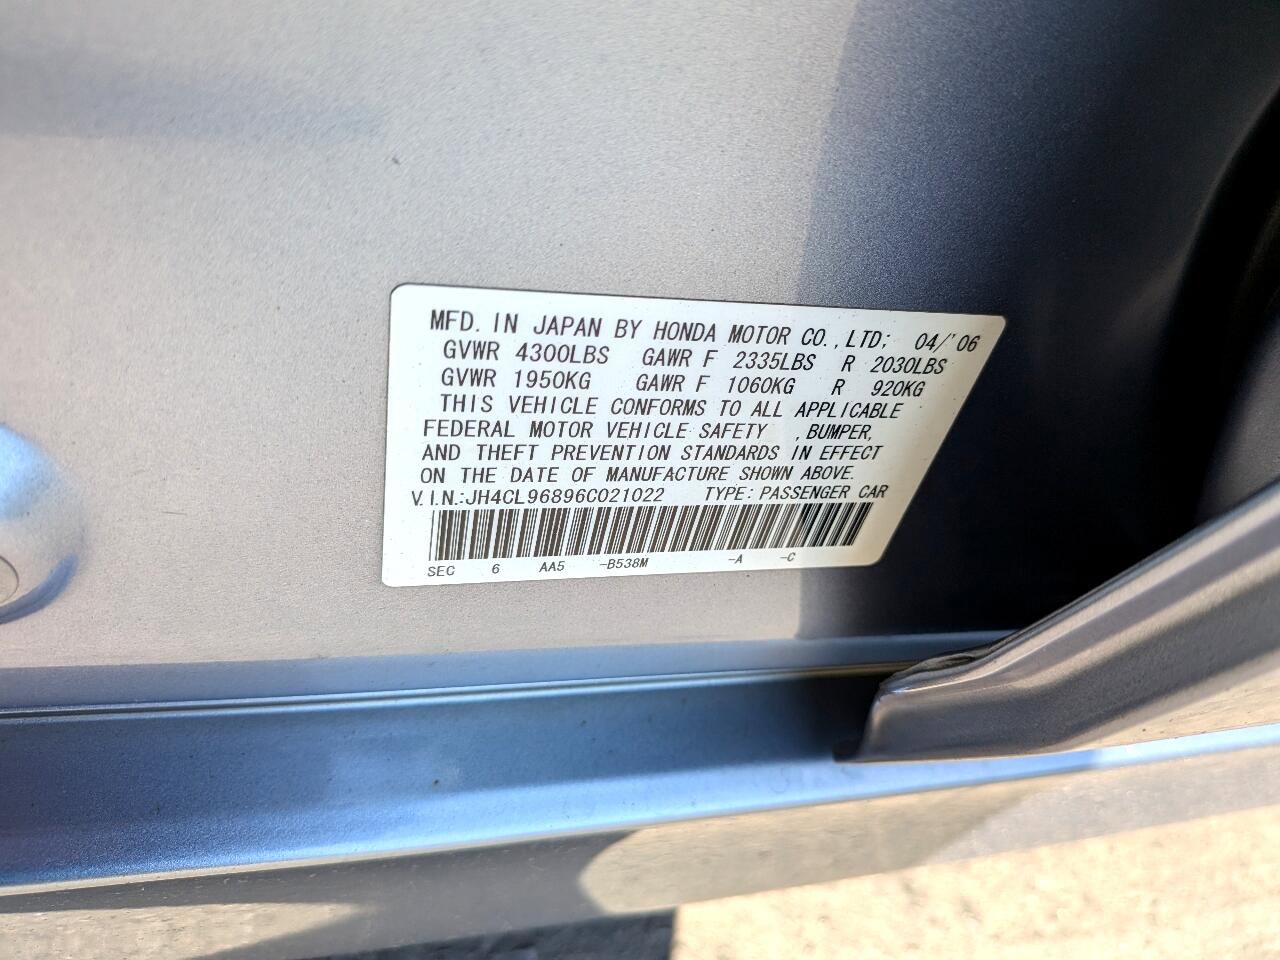 MFD. IN JAPAN BY HONDA MOTOR CO.,LTD; 04/'06
GVWR 4300LBS GAWR F 2335LBS R 2030LBS
GVWR 1950KG GAWR F 1060KG R 920KG
THIS VEHICLE CONFORMS TO ALL APPLICABLE
FEDERAL MOTOR VEHICLE SAFETY ,BUMPER,
AND THEFT PREVENTION STANDARDS IN EFFECT
ON THE DATE OF MANUFACTURE SHOWN ABOVE.
V.I.N.:JH4CL96896C021022 TYPE: PASSENGER CAR
SEC 6 AA5 -B538M -A -C